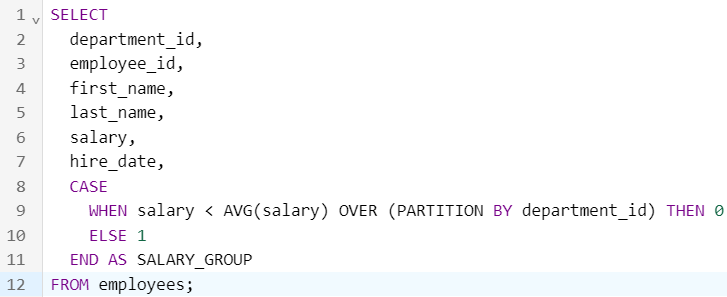 1 SELECT
2 department_id,
3 employee_id,
4 first_name,
5 last_name,
6 salary,
7 hire_date,
8 CASE
9 WHEN salary < AVG(salary) OVER (PARTITION BY department_id) THEN 0
10 ELSE 1
11 END AS SALARY_GROUP
12 FROM employees;